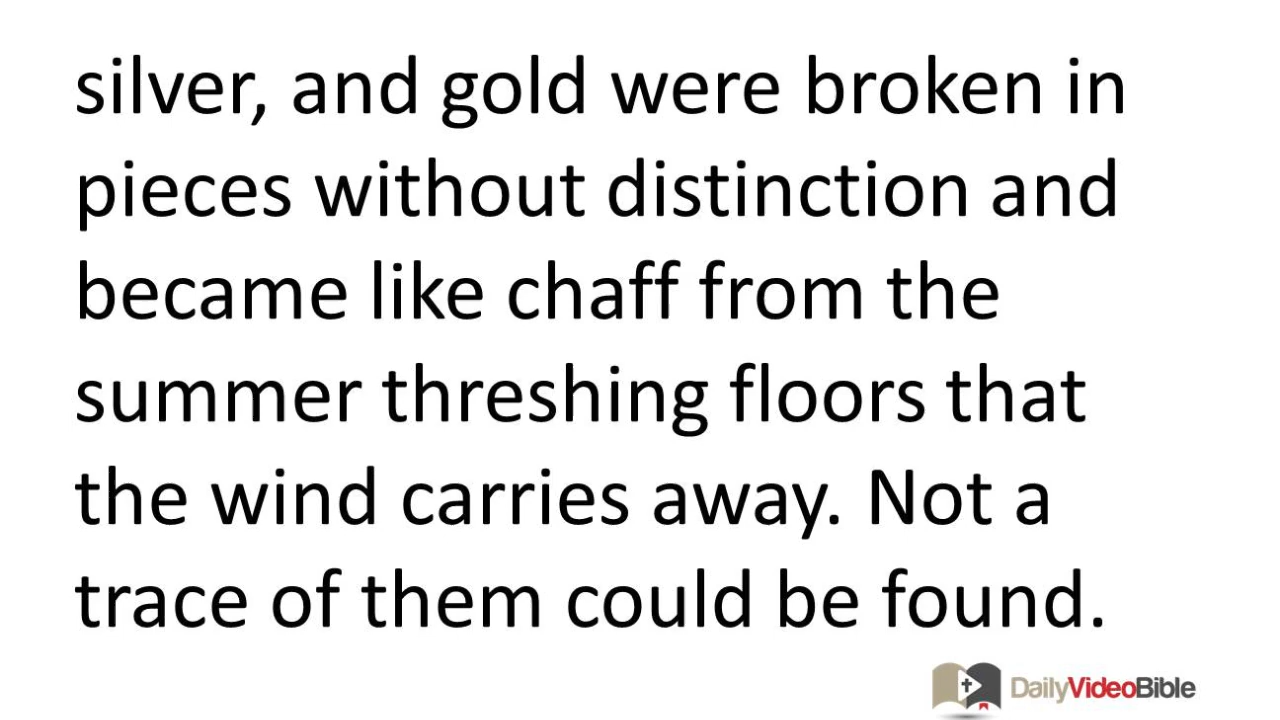 silver, and gold were broken in
pieces without distinction and
became like chaff from the
summer threshing floors that
the wind carries away. Not a
trace of them could be found.
DailyVideoBible